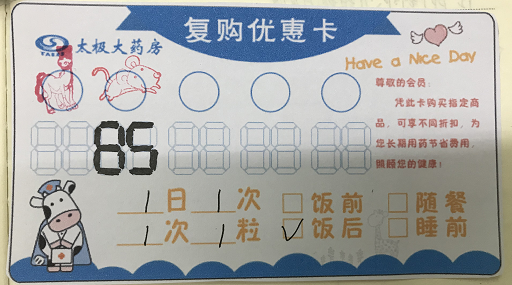 复购优惠卡
TAIJI 太极大药房
Have a Nice Day
尊敬的会员：
凭此卡购买指定商
品，可享不同折扣，为
您长期用药节省费用，
照顾您的健康！
85
1日1次 □饭前 □随餐
1次1粒 ☑饭后 □睡前